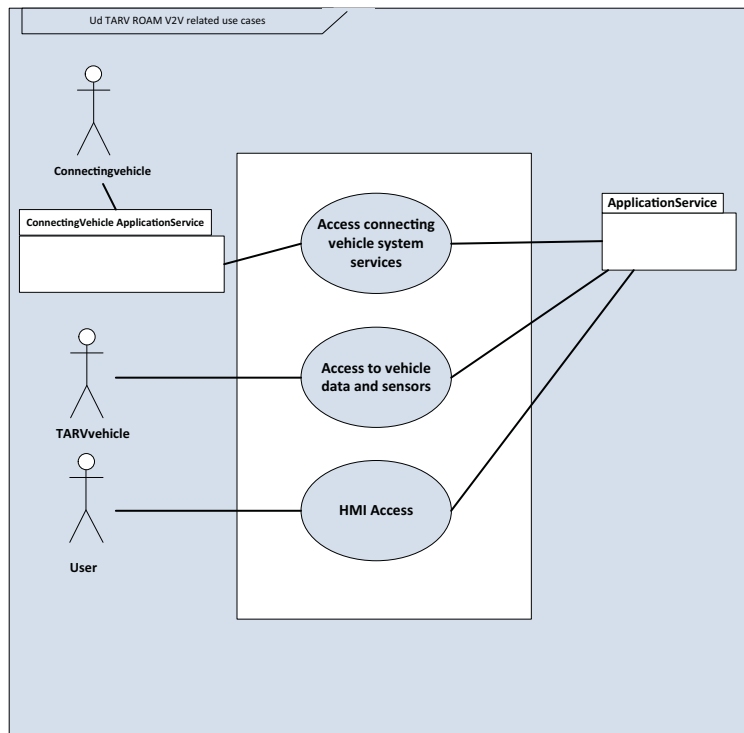 Ud TARV ROAM V2V related use cases
Connectingvehicle
ConnectingVehicle ApplicationService
Access connecting
vehicle system
services
ApplicationService
Access to vehicle
data and sensors
TARVvehicle
HMI Access
User